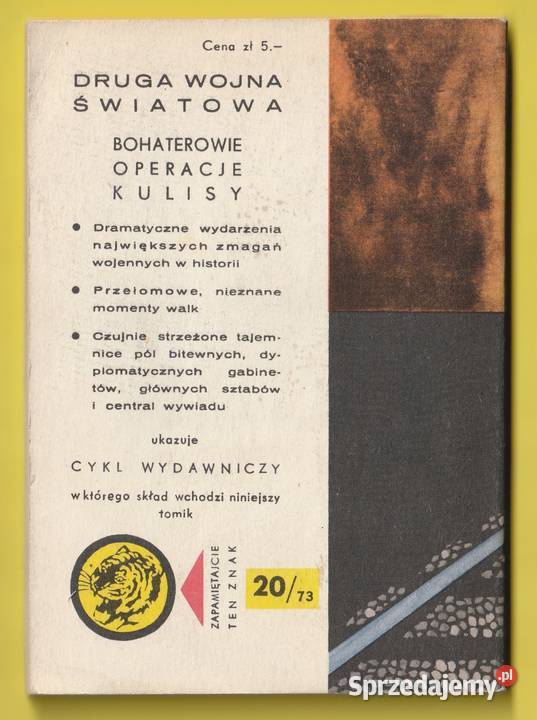 Cena zł 5.–
DRUGA WOJNA
ŚWIATOWA
BOHATEROWIE
OPERACJE
KULISY
● Dramatyczne wydarzenia
największych zmagań
wojennych w historii
● Przełomowe, nieznane
momenty walk
● Czujnie strzeżone tajem-
nice pól bitewnych, dy-
plomatycznych gabine-
tów, głównych sztabów
i central wywiadu
ukazuje
CYKL WYDAWNICZY
w którego skład wchodzi niniejszy
tomik
ZAPAMIĘTAJCIE
TEN ZNAK
20/73
Sprzedajemy.pl